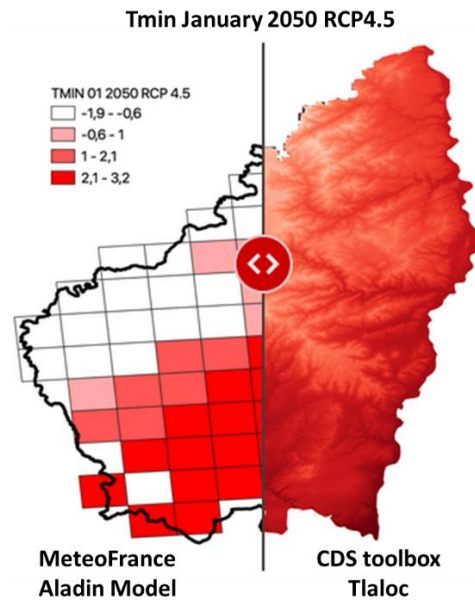 Tmin January 2050 RCP4.5
TMIN 01 2050 RCP 4.5
-1,9 - -0,6
-0,6 - 1
1 - 2,1
2,1 - 3,2
MeteoFrance
Aladin Model
CDS toolbox
Tlaloc